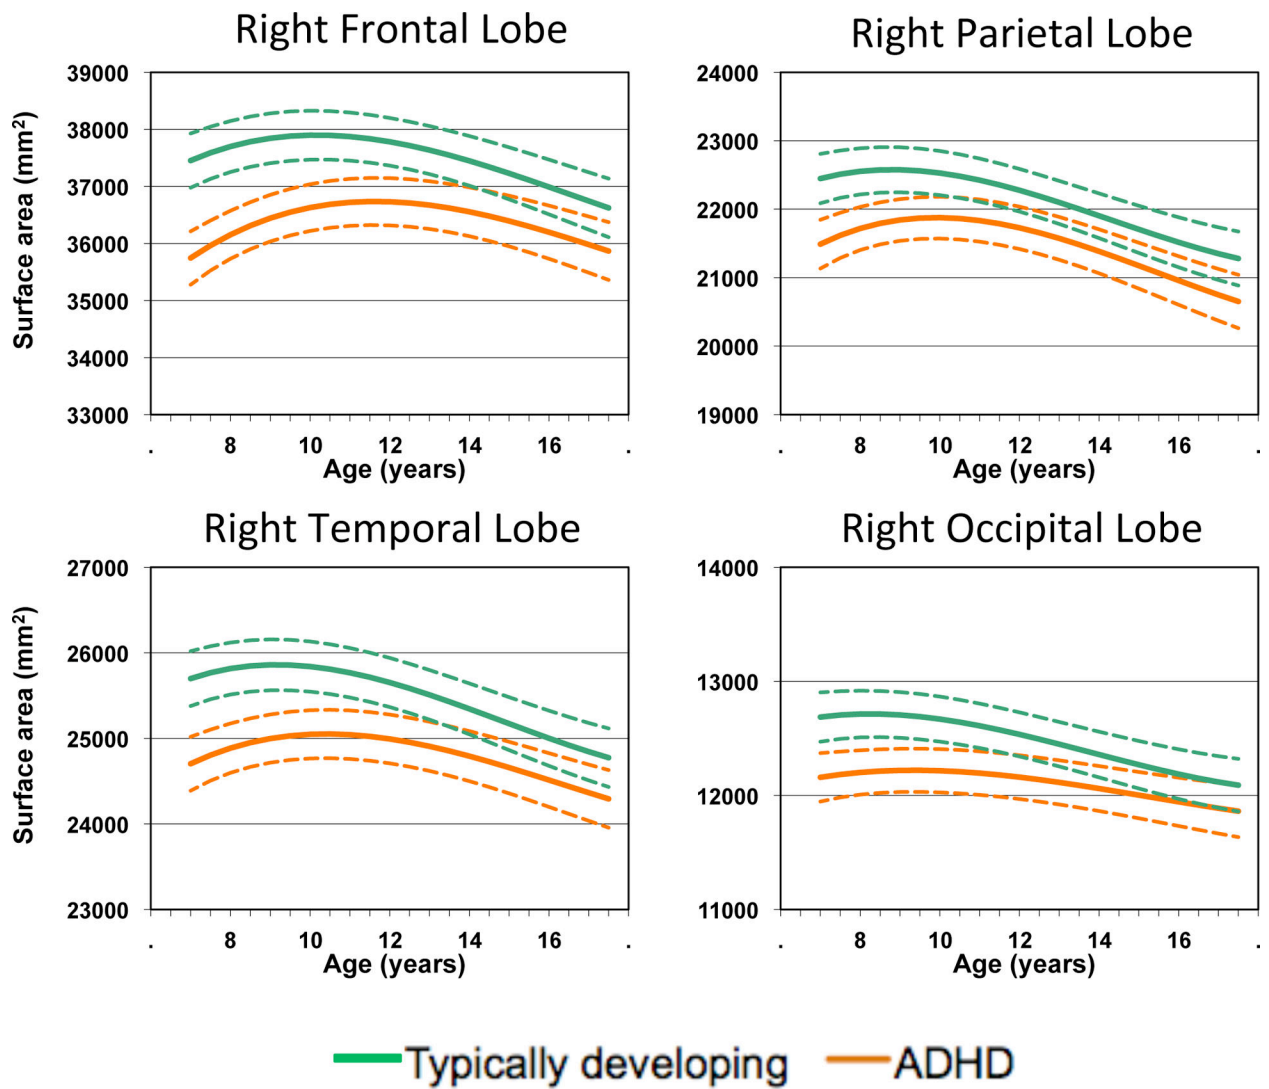 Right Frontal Lobe
Surface area (mm²)
39000
38000
37000
36000
35000
34000
33000
. 8 10 12 14 16 .
Age (years)
Right Parietal Lobe
24000
23000
22000
21000
20000
19000
. 8 10 12 14 16 .
Age (years)
Right Temporal Lobe
Surface area (mm²)
27000
26000
25000
24000
23000
. 8 10 12 14 16 .
Age (years)
Right Occipital Lobe
14000
13000
12000
11000
. 8 10 12 14 16 .
Age (years)
Typically developing ADHD